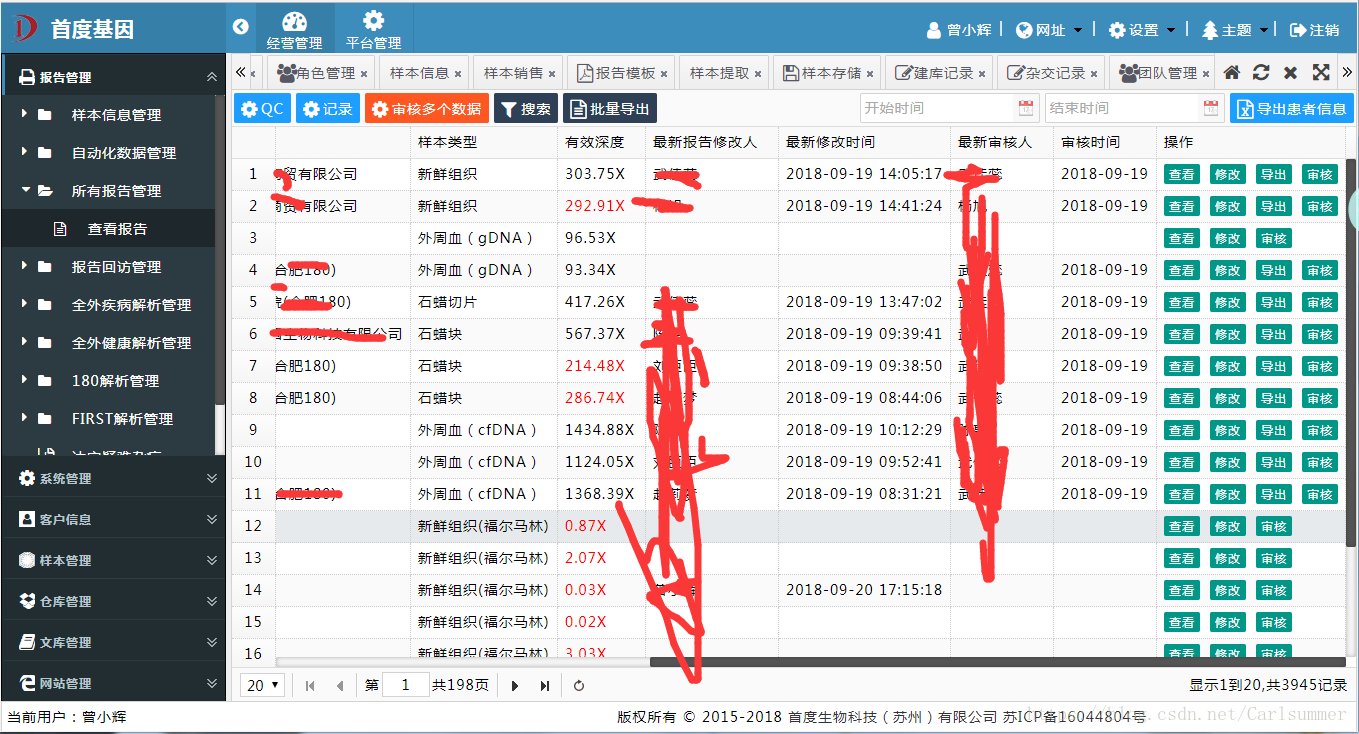 首度基因
经营管理
平台管理
曾小辉
网址
设置
主题
注销
报告管理
样本信息管理
自动化数据管理
所有报告管理
查看报告
报告回访管理
全外疾病解析管理
全外健康解析管理
180解析管理
FIRST解析管理
系统管理
客户信息
样本管理
仓库管理
文库管理
网站管理
角色管理 ×
样本信息 ×
样本销售 ×
报告模板 ×
样本提取 ×
样本存储 ×
建库记录 ×
杂交记录 ×
团队管理 ×
QC
记录
审核多个数据
搜索
批量导出
开始时间
结束时间
导出患者信息
样本类型 有效深度 最新报告修改人 最新修改时间 最新审核人 审核时间 操作
1 贸有限公司 新鲜组织 303.75X 2018-09-19 14:05:17 2018-09-19 查看 修改 导出 审核
2 商贸有限公司 新鲜组织 292.91X 2018-09-19 14:41:24 杨旭 2018-09-19 查看 修改 导出 审核
3 外周血（gDNA） 96.53X 查看 修改 审核
4 合肥180) 外周血（gDNA） 93.34X 2018-09-19 查看 修改 导出 审核
5 (合肥180) 石蜡切片 417.26X 2018-09-19 13:47:02 2018-09-19 查看 修改 导出 审核
6 生物科技有限公司 石蜡块 567.37X 2018-09-19 09:39:41 2018-09-19 查看 修改 导出 审核
7 合肥180) 石蜡块 214.48X 2018-09-19 09:38:50 2018-09-19 查看 修改 导出 审核
8 合肥180) 石蜡块 286.74X 2018-09-19 08:44:06 2018-09-19 查看 修改 导出 审核
9 外周血（cfDNA） 1434.88X 2018-09-19 10:12:29 2018-09-19 查看 修改 导出 审核
10 外周血（cfDNA） 1124.05X 2018-09-19 09:52:41 2018-09-19 查看 修改 导出 审核
11 合肥180) 外周血（cfDNA） 1368.39X 2018-09-19 08:31:21 2018-09-19 查看 修改 导出 审核
12 新鲜组织(福尔马林) 0.87X 查看 修改 审核
13 新鲜组织(福尔马林) 2.07X 查看 修改 审核
14 新鲜组织(福尔马林) 0.03X 2018-09-20 17:15:18 查看 修改 审核
15 新鲜组织(福尔马林) 0.02X 查看 修改 审核
16 新鲜组织(福尔马林) 3.03X 查看 修改 审核
20 第 1 共198页 显示1到20,共3945记录
当前用户：曾小辉
版权所有 © 2015-2018 首度生物科技（苏州）有限公司 苏ICP备16044804号
https://blog.csdn.net/Carlsummer